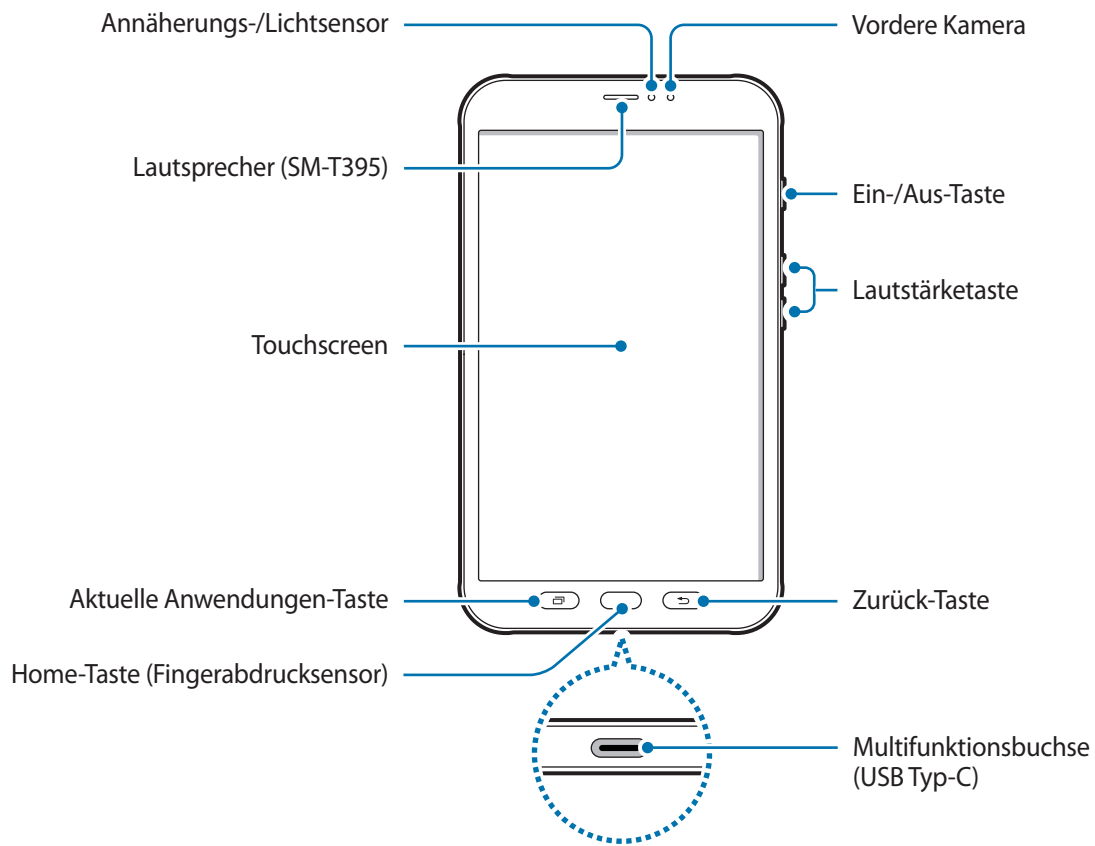 Annäherungs-/Lichtsensor
Vordere Kamera
Lautsprecher (SM-T395)
Ein-/Aus-Taste
Lautstärketaste
Touchscreen
Aktuelle Anwendungen-Taste
Zurück-Taste
Home-Taste (Fingerabdrucksensor)
Multifunktionsbuchse
(USB Typ-C)